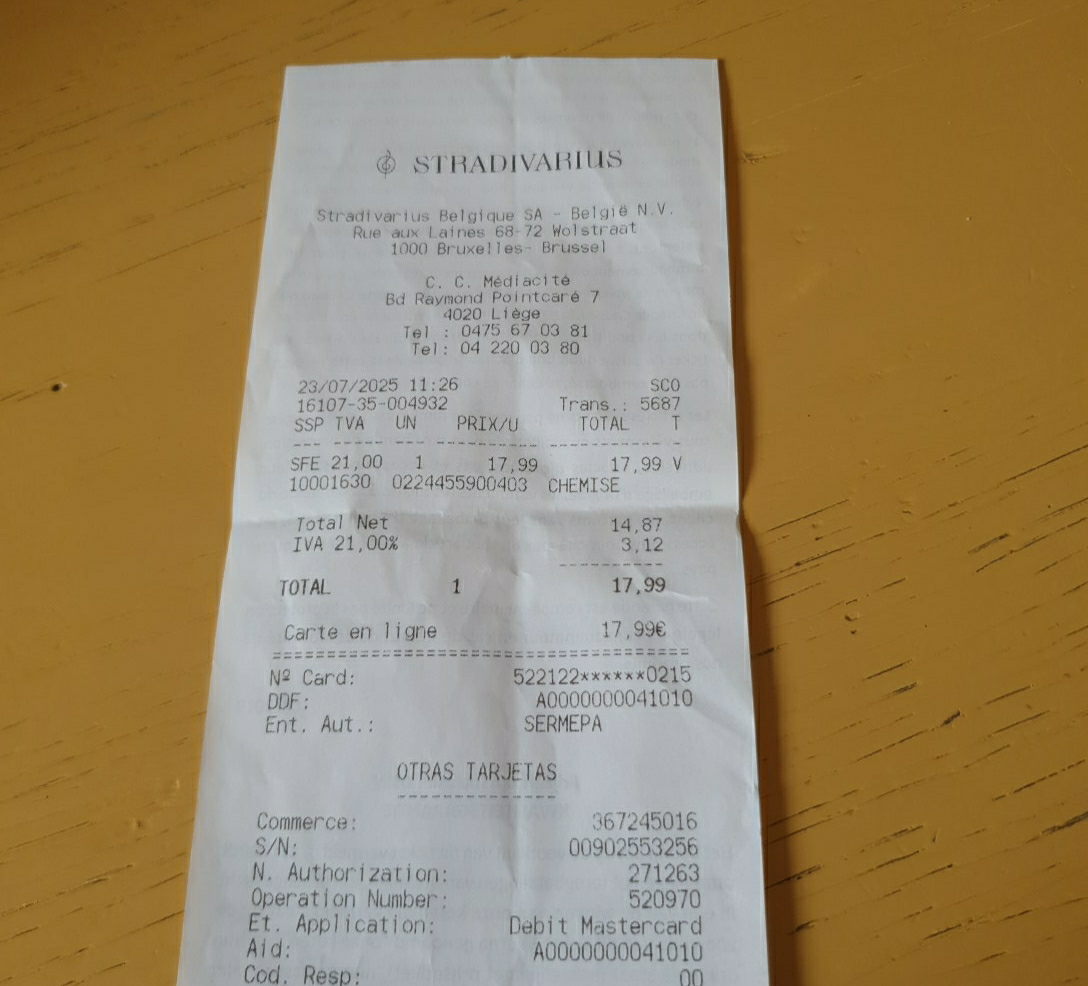 STRADIVARIUS
Stradivarius Belgique SA - België N.V.
Rue aux Laines 68-72 Wolstraat
1000 Bruxelles- Brussel
C. C. Médiacité
Bd Raymond Pointcaré 7
4020 Liège
Tel : 0475 67 03 81
Tel: 04 220 03 80
23/07/2025 11:26 SCO
16107-35-004932 Trans.: 5687
SSP TVA UN PRIX/U TOTAL T
SFE 21,00 1 17,99 17,99 V
10001630 0224455900403 CHEMISE
Total Net 14,87
IVA 21,00% 3,12
TOTAL 1 17,99
Carte en ligne 17,99€
Nº Card: 522122******0215
DDF: A0000000041010
Ent. Aut.: SERMEPA
OTRAS TARJETAS
Commerce: 367245016
S/N: 00902553256
N. Authorization: 271263
Operation Number: 520970
Et. Application: Debit Mastercard
Aid: A0000000041010
Cod. Resp: 00